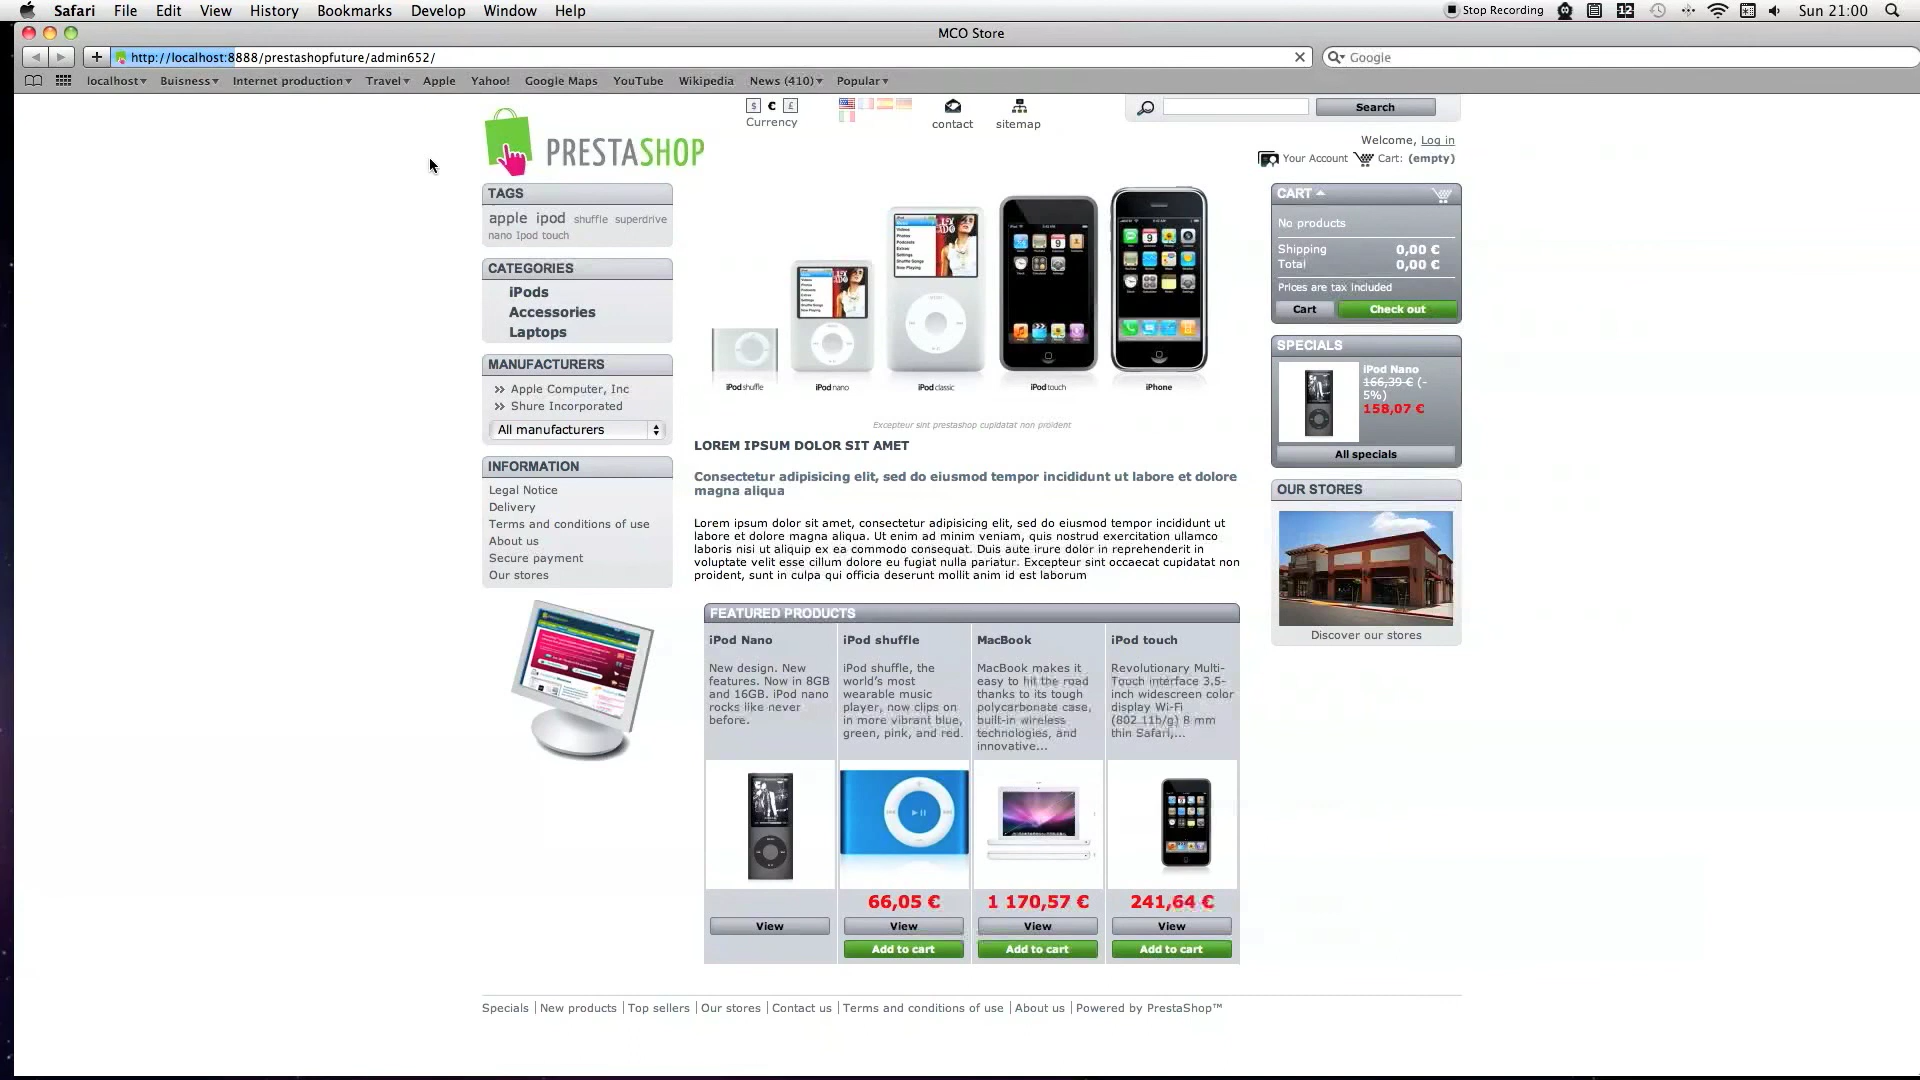 Safari File Edit View History Bookmarks Develop Window Help
Stop Recording 12 Sun 21:00
MCO Store
http://localhost:8888/prestashopfuture/admin652/
Google
localhost Buisness Internet production Travel Apple Yahoo! Google Maps YouTube Wikipedia News (410) Popular
$ € £
Currency
contact
sitemap
Search
PRESTASHOP
Welcome, Log in
Your Account Cart: (empty)
TAGS
apple ipod shuffle superdrive
nano Ipod touch
CATEGORIES
iPods
Accessories
Laptops
MANUFACTURERS
Apple Computer, Inc
Shure Incorporated
All manufacturers
INFORMATION
Legal Notice
Delivery
Terms and conditions of use
About us
Secure payment
Our stores
iPod shuffle iPod nano iPod classic iPod touch iPhone
Excepteur sint prestashop cupidatat non proident
LOREM IPSUM DOLOR SIT AMET
Consectetur adipisicing elit, sed do eiusmod tempor incididunt ut labore et dolore
magna aliqua
Lorem ipsum dolor sit amet, consectetur adipisicing elit, sed do eiusmod tempor incididunt ut
labore et dolore magna aliqua. Ut enim ad minim veniam, quis nostrud exercitation ullamco
laboris nisi ut aliquip ex ea commodo consequat. Duis aute irure dolor in reprehenderit in
voluptate velit esse cillum dolore eu fugiat nulla pariatur. Excepteur sint occaecat cupidatat non
proident, sunt in culpa qui officia deserunt mollit anim id est laborum
FEATURED PRODUCTS
iPod Nano
New design. New
features. Now in 8GB
and 16GB. iPod nano
rocks like never
before.
View
iPod shuffle
iPod shuffle, the
world's most
wearable music
player, now clips on
in more vibrant blue,
green, pink, and red.
66,05 €
View
Add to cart
MacBook
MacBook makes it
easy to hit the road
thanks to its tough
polycarbonate case,
built-in wireless
technologies, and
innovative...
1 170,57 €
View
Add to cart
iPod touch
Revolutionary Multi-
Touch interface 3.5-
inch widescreen color
display Wi-Fi
(802.11b/g) 8 mm
thin Safari,...
241,64 €
View
Add to cart
CART
No products
Shipping 0,00 €
Total 0,00 €
Prices are tax included
Cart Check out
SPECIALS
iPod Nano
166,39 € (-
5%)
158,07 €
All specials
OUR STORES
Discover our stores
Specials New products Top sellers Our stores Contact us Terms and conditions of use About us Powered by PrestaShop™